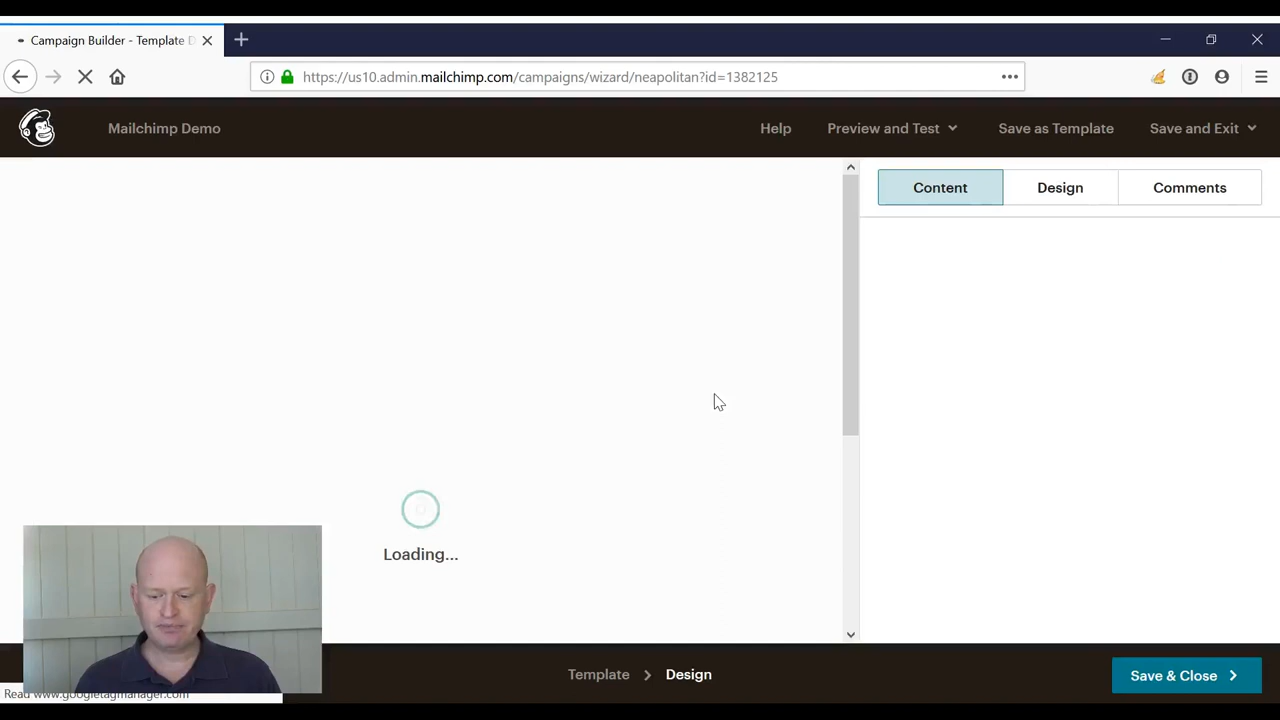 Campaign Builder - Template D
https://us10.admin.mailchimp.com/campaigns/wizard/neapolitan?id=1382125
Mailchimp Demo
Help
Preview and Test
Save as Template
Save and Exit
Content
Design
Comments
Loading...
Read www.googletagmanager.com
Template
Design
Save & Close